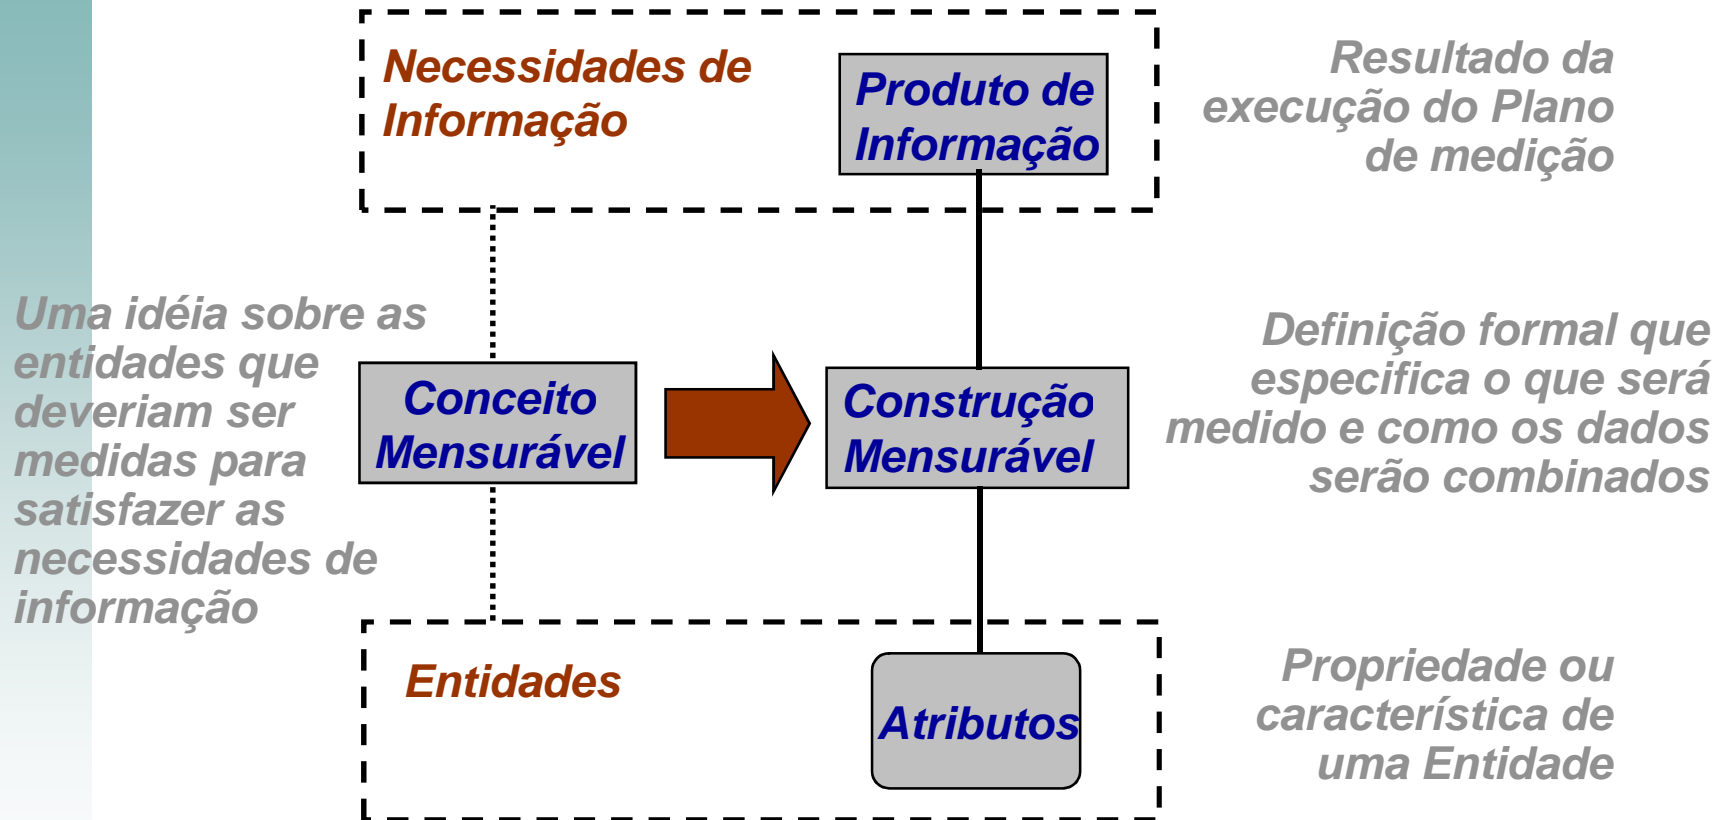 Necessidades de
Informação
Produto de
Informação
Resultado da
execução do Plano
de medição
Uma idéia sobre as
entidades que
deveriam ser
medidas para
satisfazer as
necessidades de
informação
Conceito
Mensurável
Construção
Mensurável
Definição formal que
especifica o que será
medido e como os dados
serão combinados
Entidades
Atributos
Propriedade ou
característica de
uma Entidade